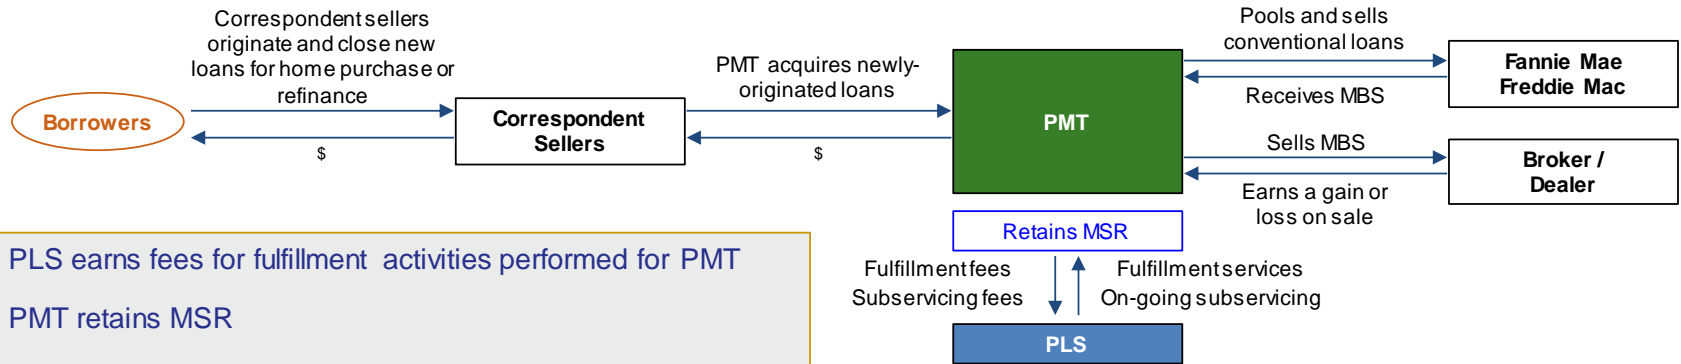 Correspondent sellers
originate and close new
loans for home purchase or
refinance
Borrowers
$
Correspondent
Sellers
PMT acquires newly-
originated loans
$
PMT
Pools and sells
conventional loans
Receives MBS
Fannie Mae
Freddie Mac
Sells MBS
Earns a gain or
loss on sale
Broker /
Dealer
Retains MSR
Fulfillment fees
Subservicing fees
Fulfillment services
On-going subservicing
PLS
PLS earns fees for fulfillment activities performed for PMT
PMT retains MSR